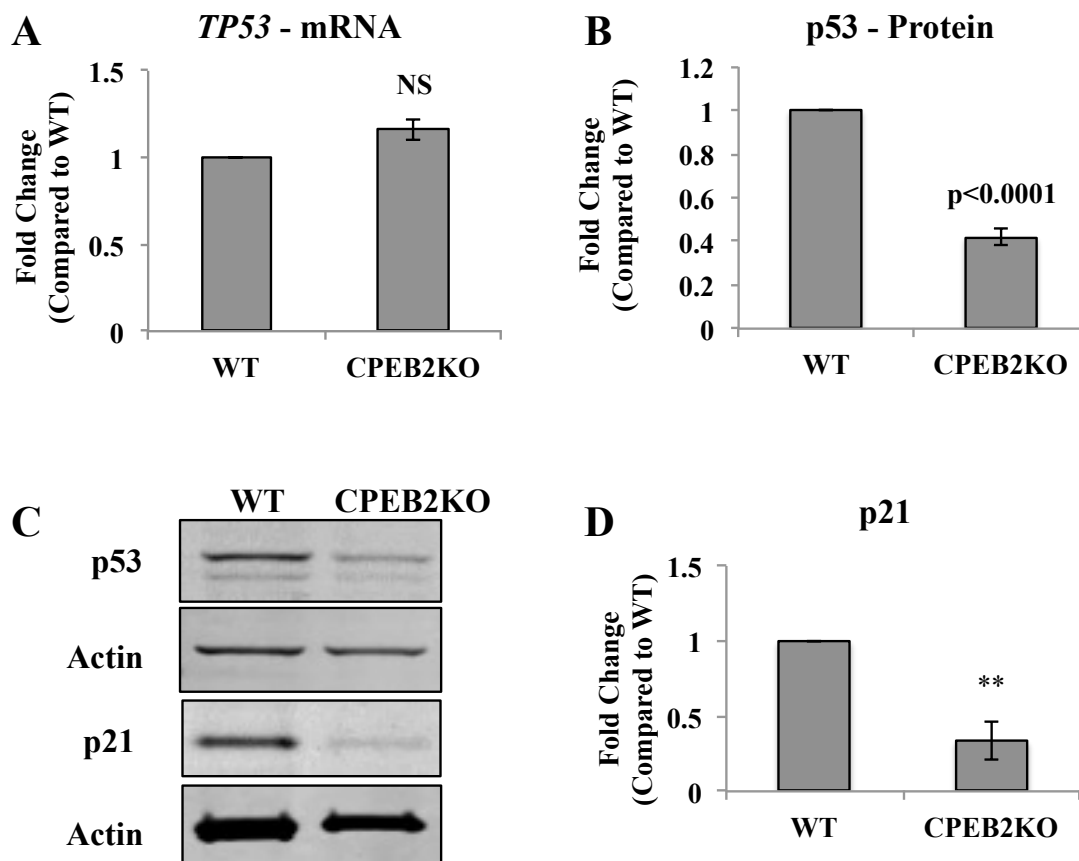 A
TP53 - mRNA
Fold Change
(Compared to WT)
1.5
1
0.5
0
NS
WT
CPEB2KO
B
p53 - Protein
Fold Change
(Compared to WT)
1.2
1
0.8
0.6
0.4
0.2
0
p<0.0001
WT
CPEB2KO
C
WT CPEB2KO
p53
Actin
p21
Actin
D
p21
Fold Change
((Compared to WT)
1.5
1
0.5
0
**
WT
CPEB2KO